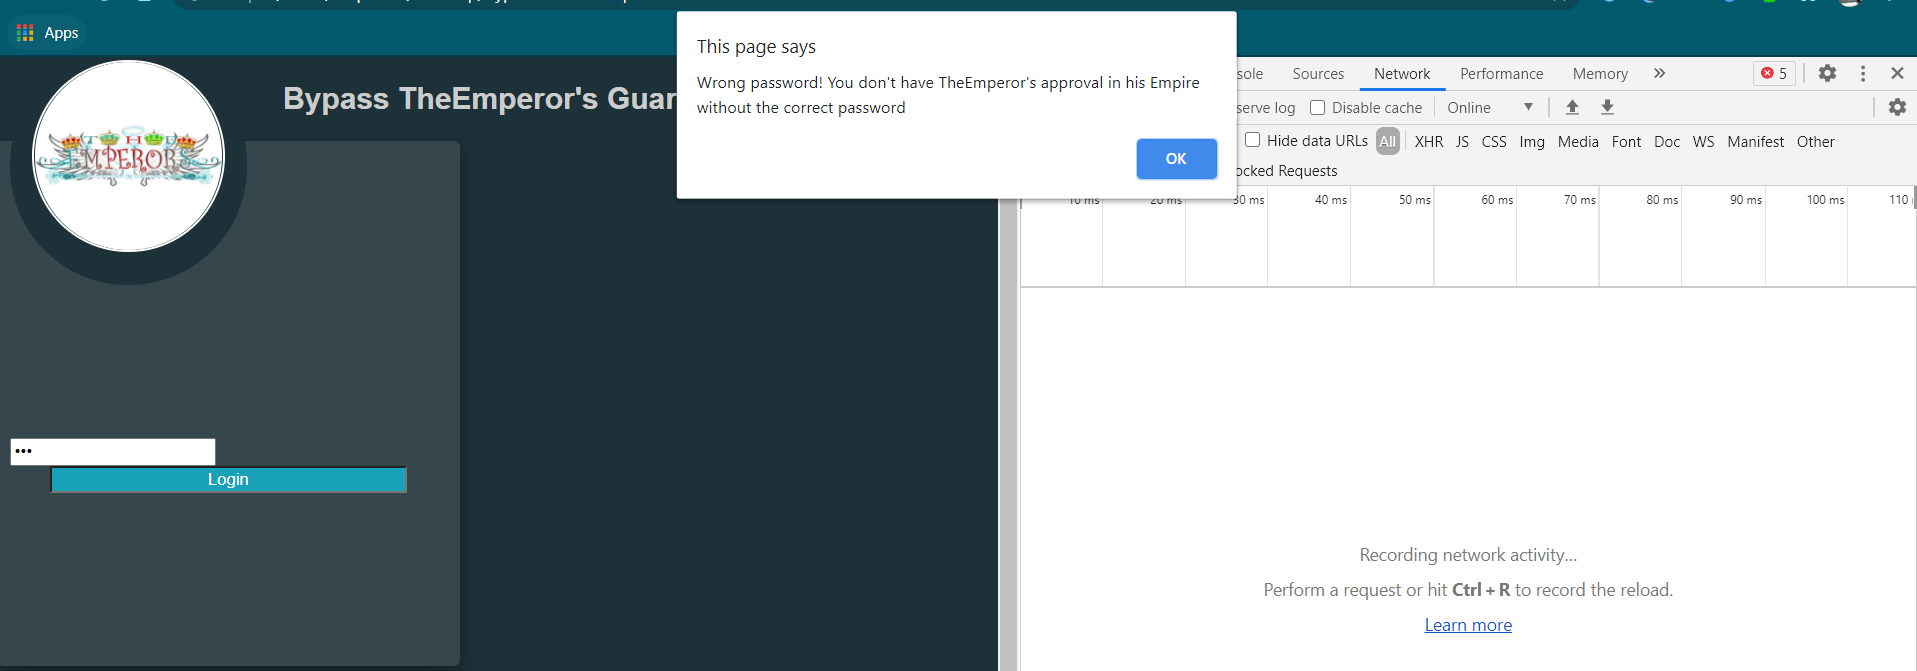 Apps
This page says
Wrong password! You don't have TheEmperor's approval in his Empire
without the correct password
OK
Bypass TheEmperor's Guar
THE
EMPERORS
Login
sole Sources Network Performance Memory » 5
serve log Disable cache Online
Hide data URLs All XHR JS CSS Img Media Font Doc WS Manifest Other
ocked Requests
10 ms 20 ms 30 ms 40 ms 50 ms 60 ms 70 ms 80 ms 90 ms 100 ms 110
Recording network activity...
Perform a request or hit Ctrl + R to record the reload.
Learn more